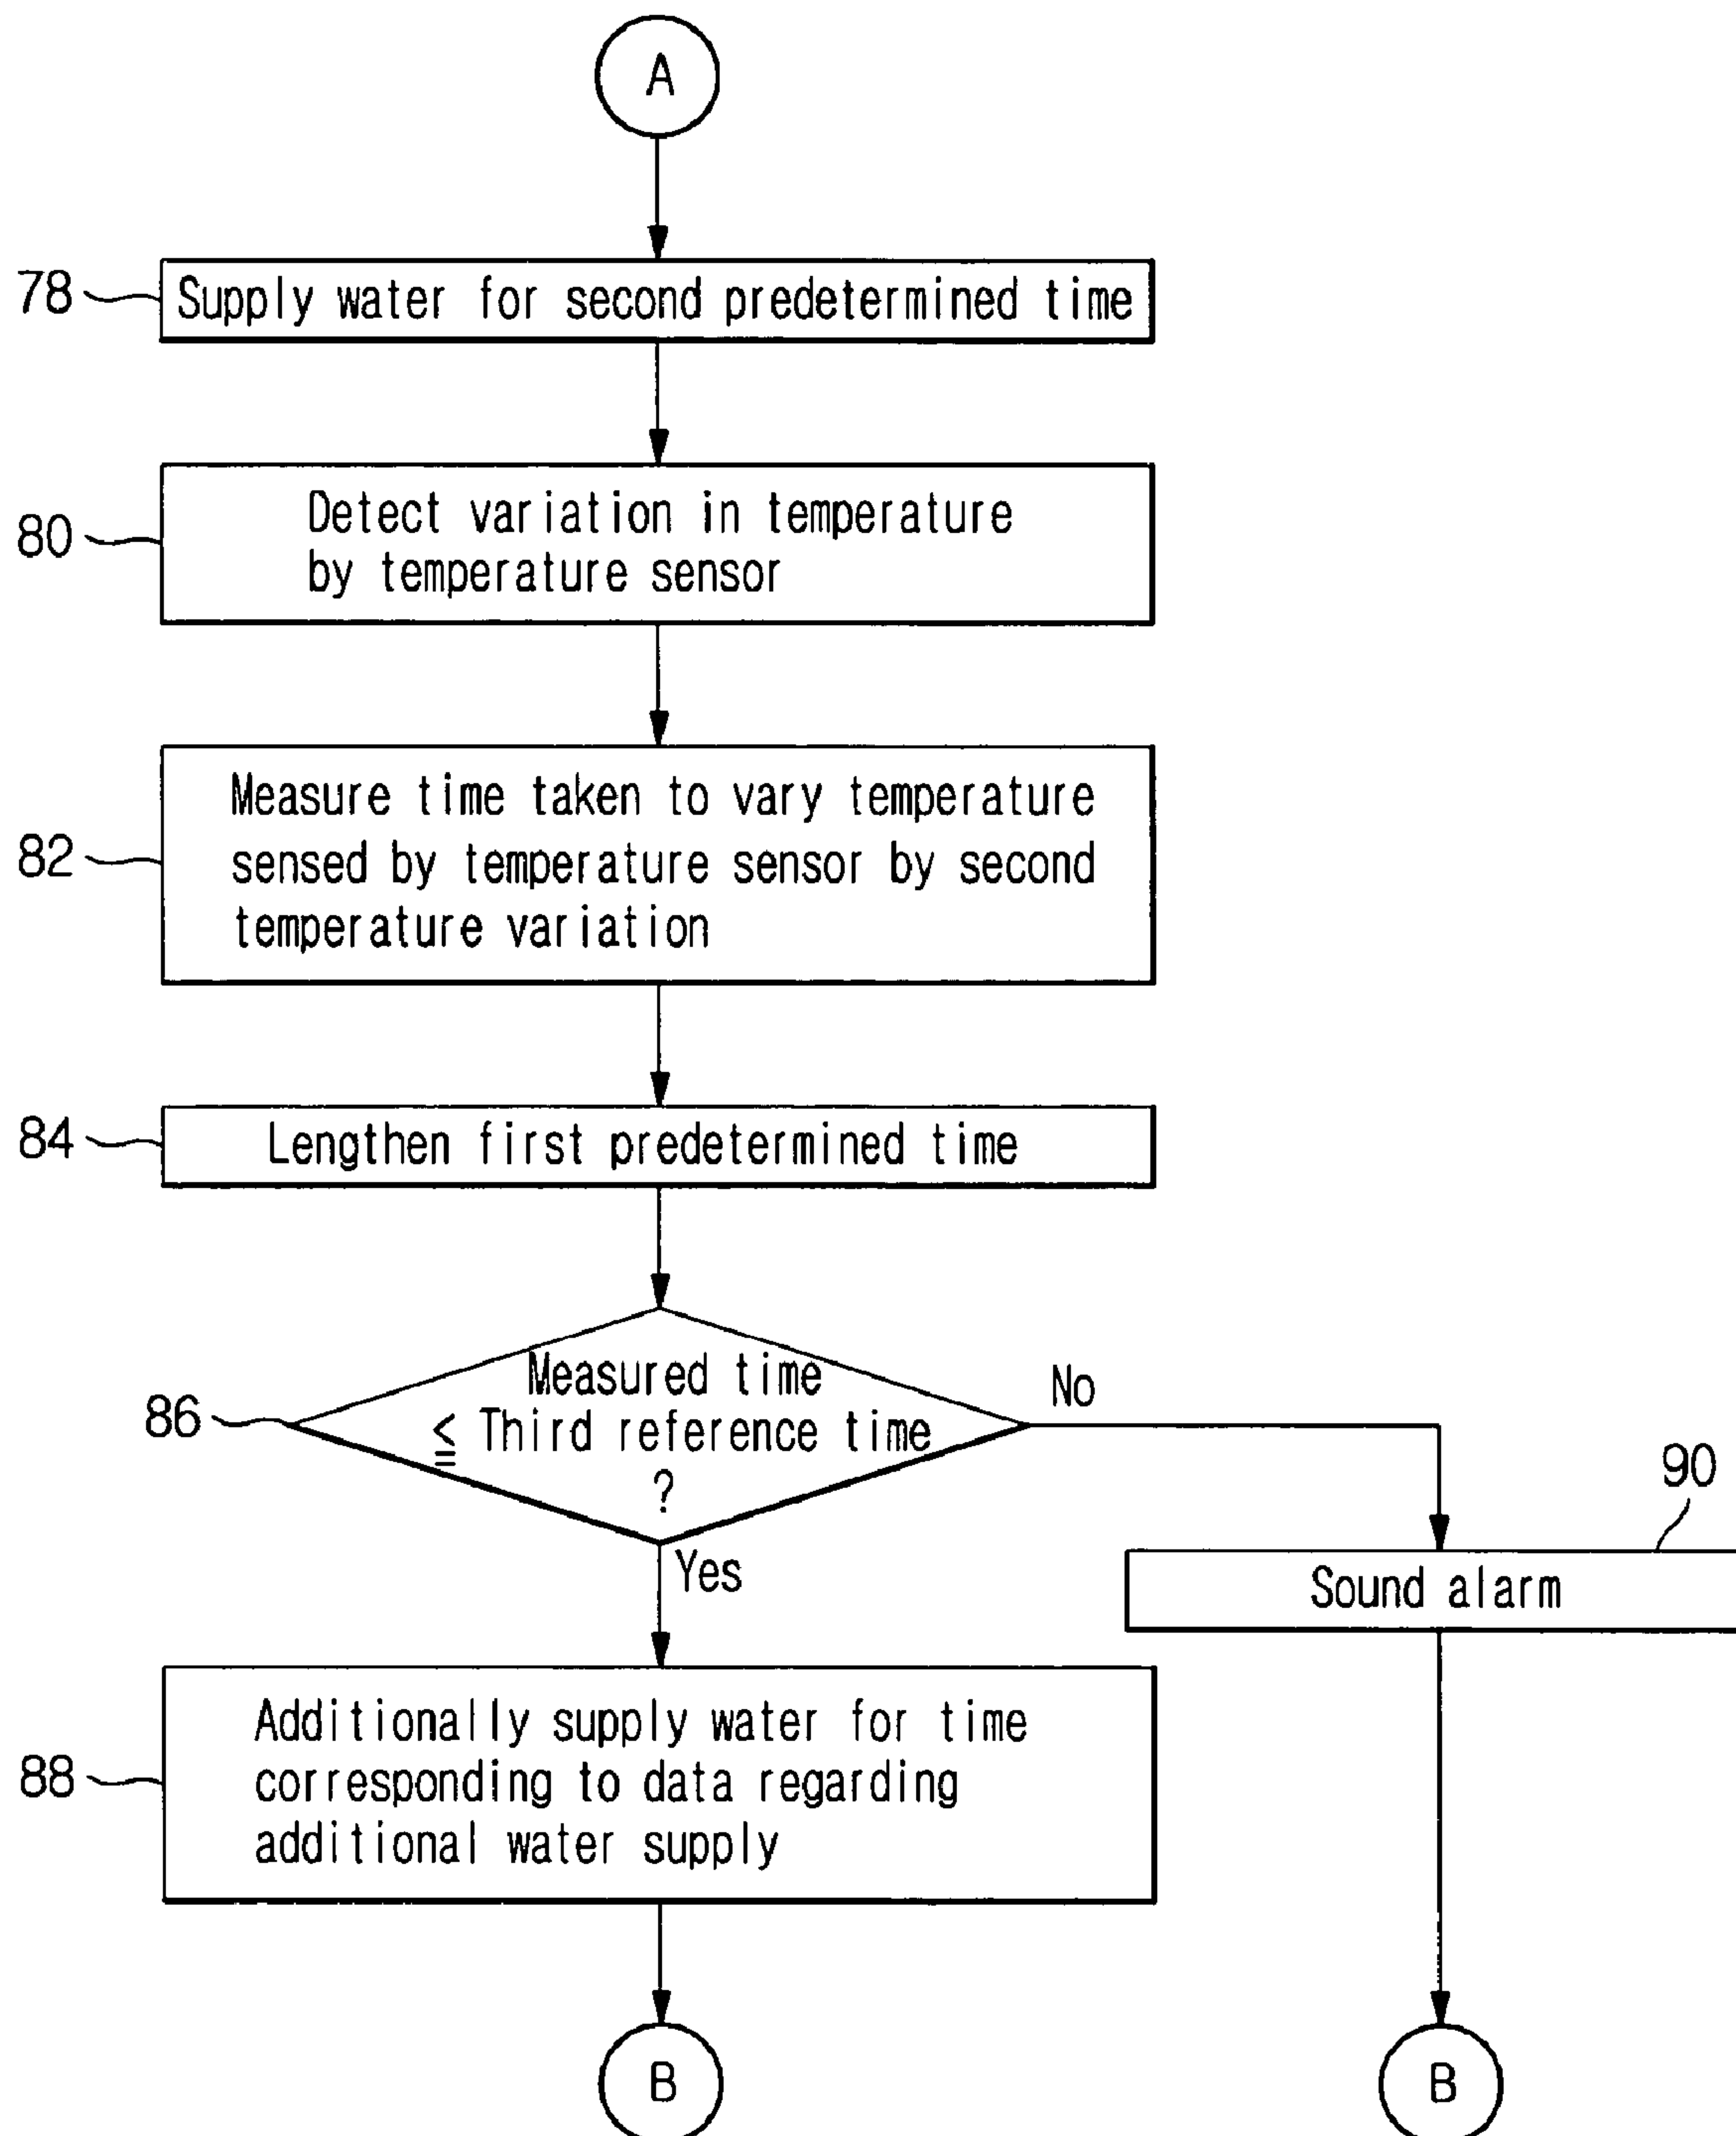 A
78
Supply water for second predetermined time
80
Detect variation in temperature
by temperature sensor
82
Measure time taken to vary temperature
sensed by temperature sensor by second
temperature variation
84
Lengthen first predetermined time
86
Measured time
≦ Third reference time
?
No
Yes
90
Sound alarm
88
Additionally supply water for time
corresponding to data regarding
additional water supply
B
B